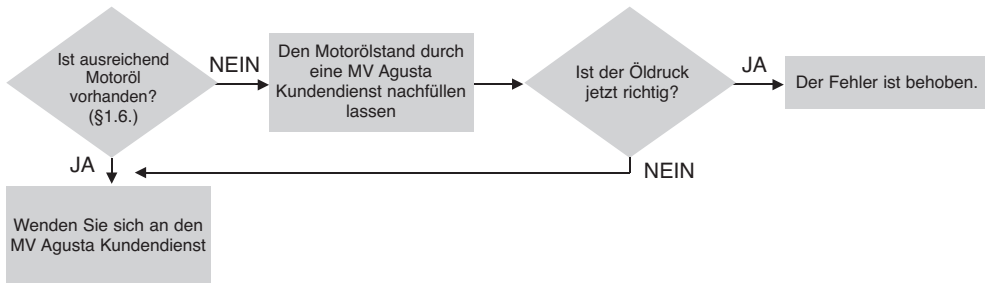 Ist ausreichend
Motoröl
vorhanden?
(§1.6.)
NEIN
Den Motorölstand durch
eine MV Agusta
Kundendienst nachfüllen
lassen
Ist der Öldruck
jetzt richtig?
JA
Der Fehler ist behoben.
JA
NEIN
Wenden Sie sich an den
MV Agusta Kundendienst